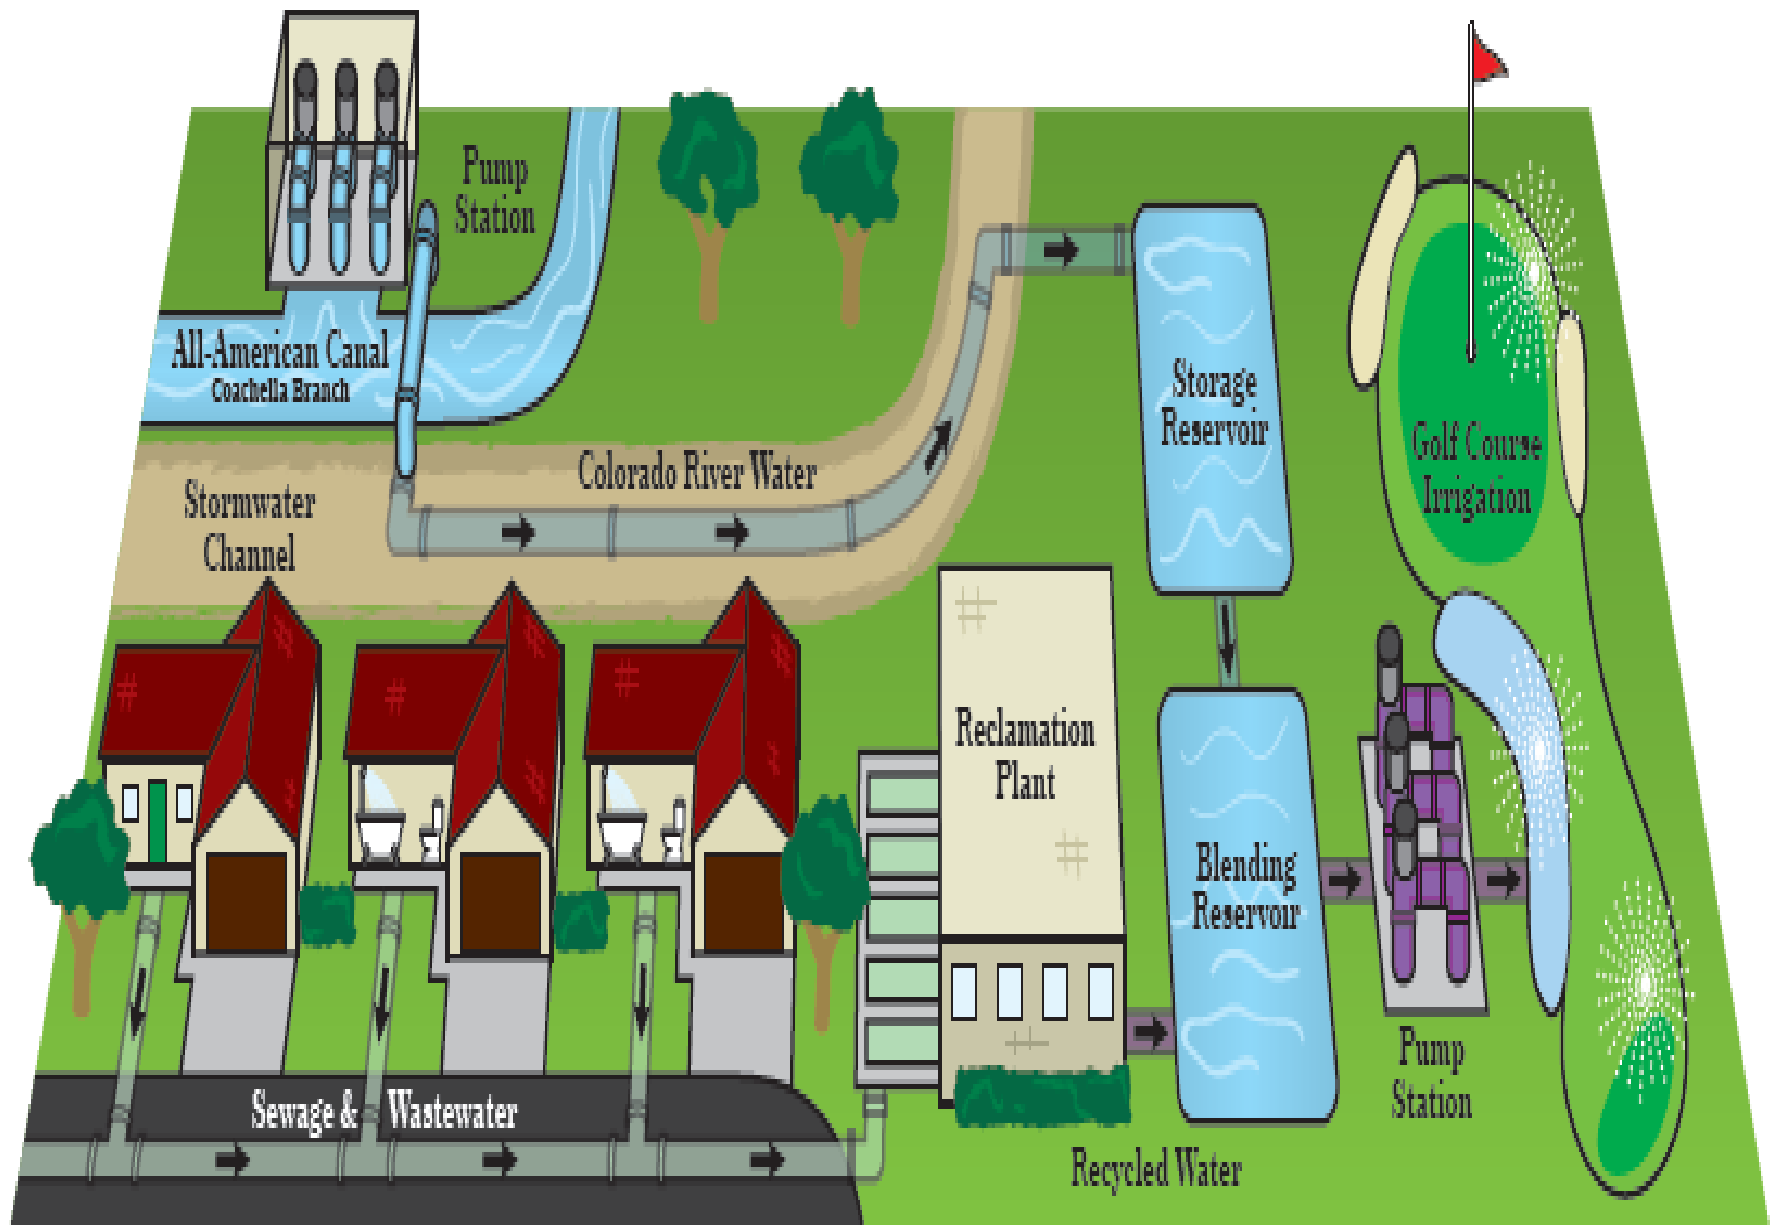 Pump
Station
All-American Canal
Coachella Branch
Stormwater
Channel
Colorado River Water
Storage
Reservoir
Golf Course
Irrigation
Reclamation
Plant
Blending
Reservoir
Pump
Station
Sewage & Wastewater
Recycled Water